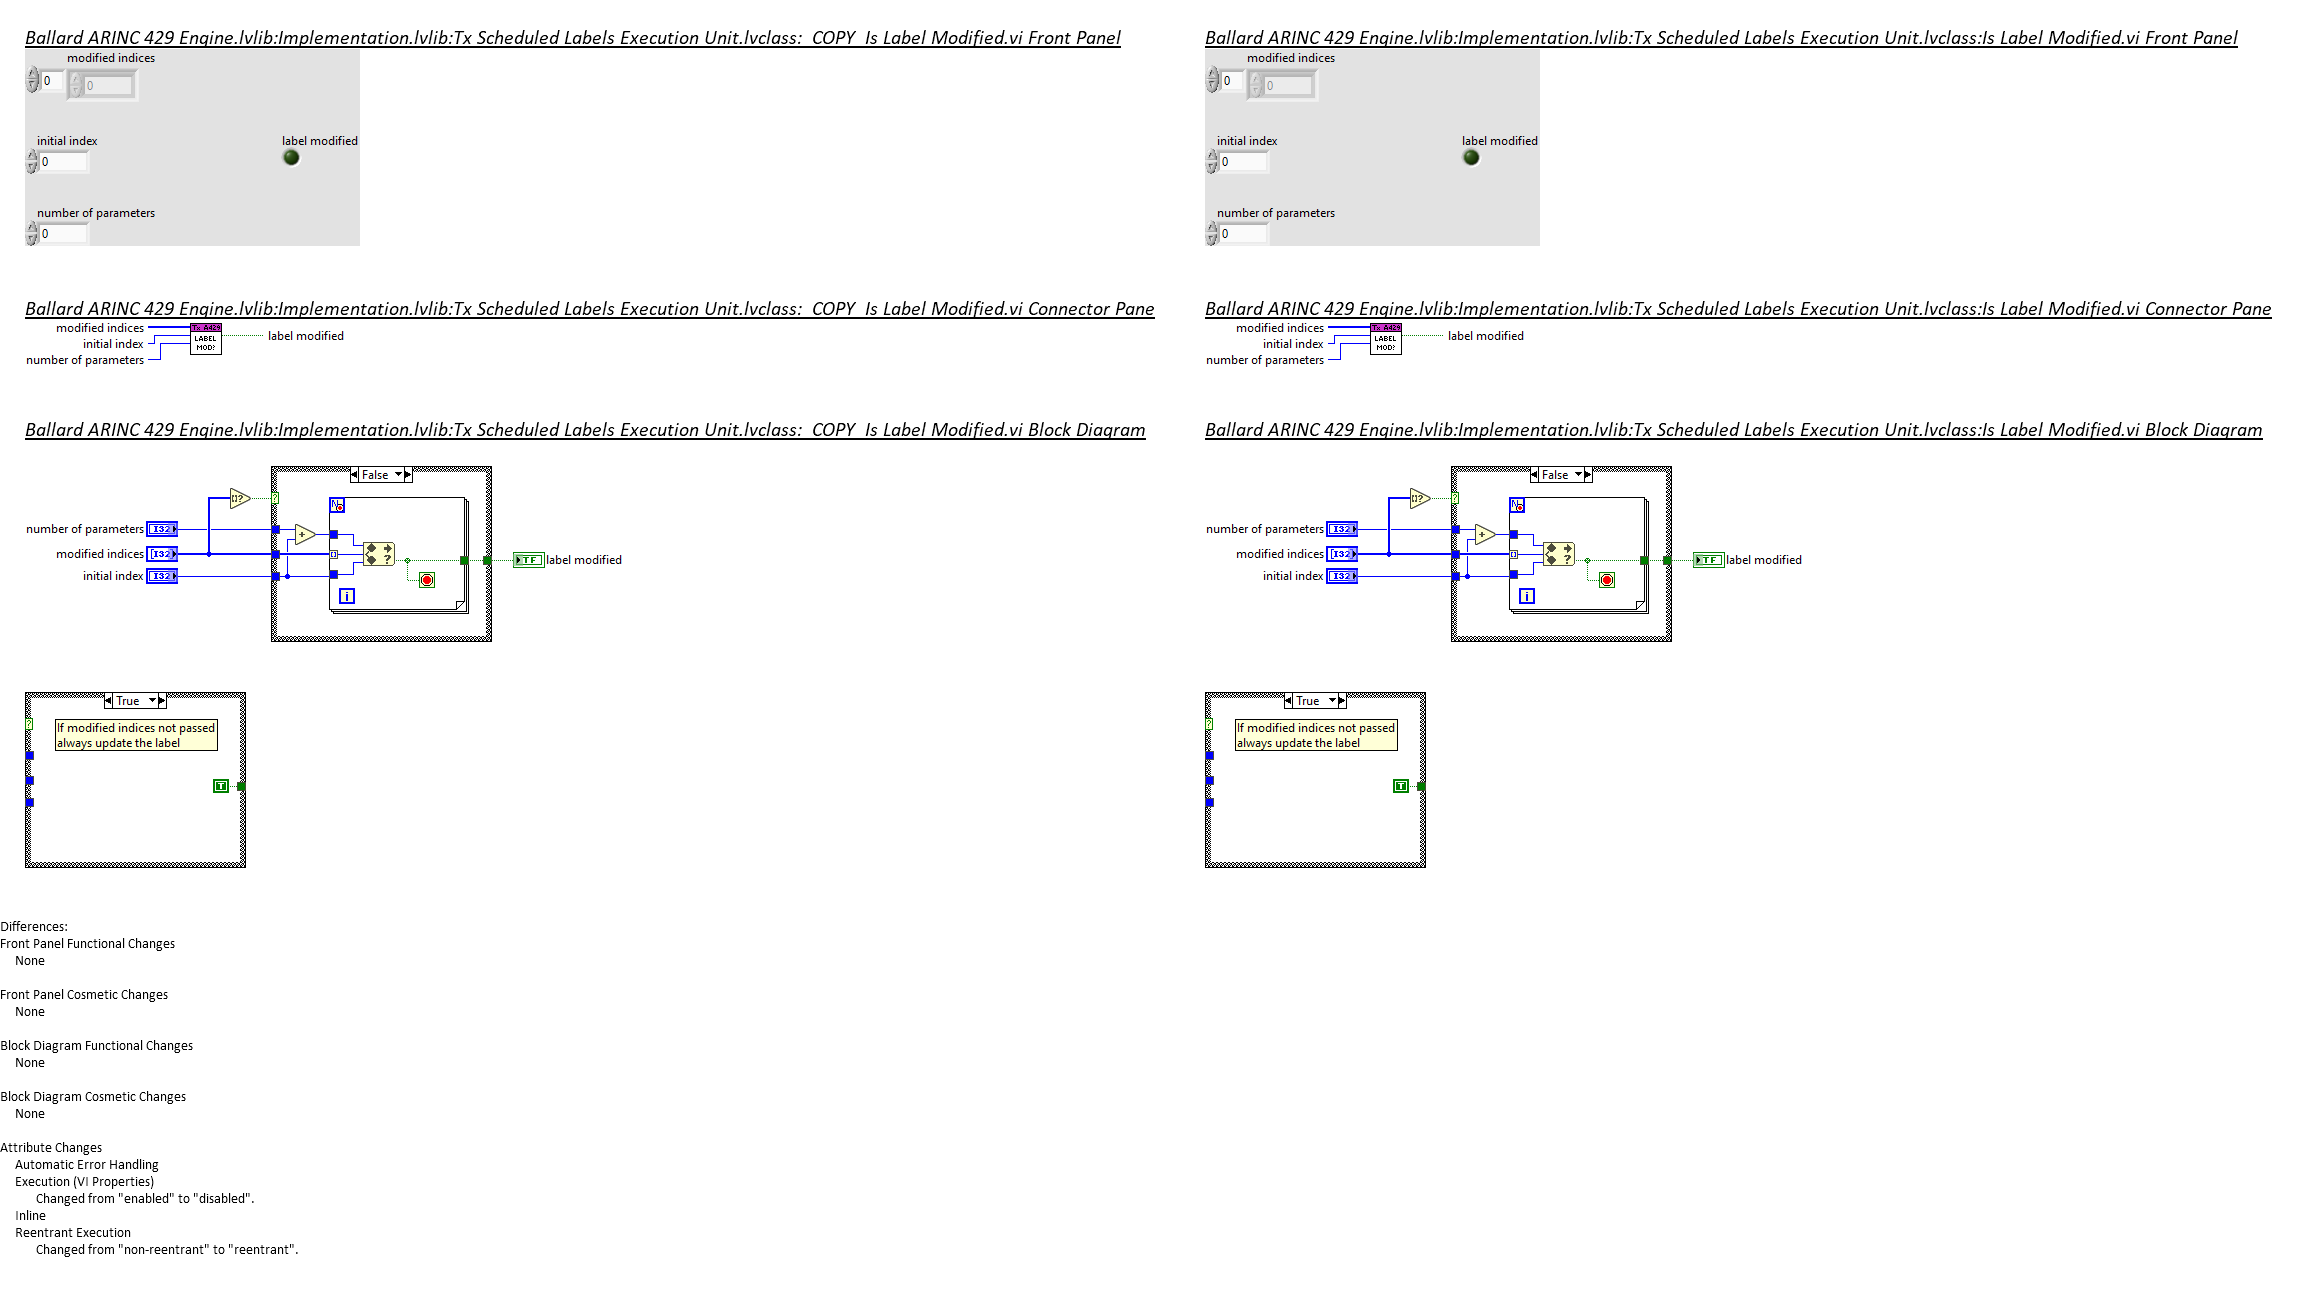 Ballard ARINC 429 Engine.lvlib:Implementation.lvlib:Tx Scheduled Labels Execution Unit.lvclass:_COPY_Is Label Modified.vi Front Panel
modified indices
0
0
initial index
label modified
0
number of parameters
0
Ballard ARINC 429 Engine.lvlib:Implementation.lvlib:Tx Scheduled Labels Execution Unit.lvclass:_COPY_Is Label Modified.vi Connector Pane
modified indices
initial index
number of parameters
Tx A429
LABEL
MOD?
label modified
Ballard ARINC 429 Engine.lvlib:Implementation.lvlib:Tx Scheduled Labels Execution Unit.lvclass:_COPY_Is Label Modified.vi Block Diagram
False
[]?
?
N
number of parameters
I32
+
modified indices
I32
[]
?
TF
label modified
initial index
I32
i
True
?
If modified indices not passed
always update the label
T
Differences:
Front Panel Functional Changes
None
Front Panel Cosmetic Changes
None
Block Diagram Functional Changes
None
Block Diagram Cosmetic Changes
None
Attribute Changes
Automatic Error Handling
Execution (VI Properties)
Changed from "enabled" to "disabled".
Inline
Reentrant Execution
Changed from "non-reentrant" to "reentrant".
Ballard ARINC 429 Engine.lvlib:Implementation.lvlib:Tx Scheduled Labels Execution Unit.lvclass:Is Label Modified.vi Front Panel
modified indices
0
0
initial index
label modified
0
number of parameters
0
Ballard ARINC 429 Engine.lvlib:Implementation.lvlib:Tx Scheduled Labels Execution Unit.lvclass:Is Label Modified.vi Connector Pane
modified indices
initial index
number of parameters
Tx A429
LABEL
MOD?
label modified
Ballard ARINC 429 Engine.lvlib:Implementation.lvlib:Tx Scheduled Labels Execution Unit.lvclass:Is Label Modified.vi Block Diagram
False
[]?
?
N
number of parameters
I32
+
modified indices
I32
[]
?
TF
label modified
initial index
I32
i
True
?
If modified indices not passed
always update the label
T